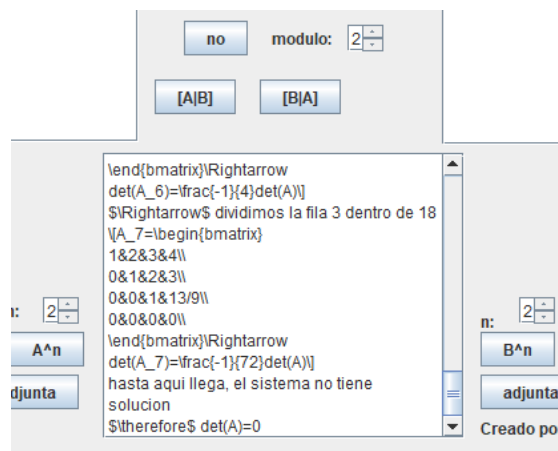 no modulo: 2
[A|B] [B|A]
\end{bmatrix}\Rightarrow
det(A_6)=\frac{-1}{4}det(A)\]
$\Rightarrow$ dividimos la fila 3 dentro de 18
\[A_7=\begin{bmatrix}
1&2&3&4\\
0&1&2&3\\
0&0&1&13/9\\
0&0&0&0\\
\end{bmatrix}\Rightarrow
det(A_7)=\frac{-1}{72}det(A)\]
hasta aqui llega, el sistema no tiene
solucion
$\therefore$ det(A)=0
: 2
A^n
djunta
n: 2
B^n
adjunta
Creado po